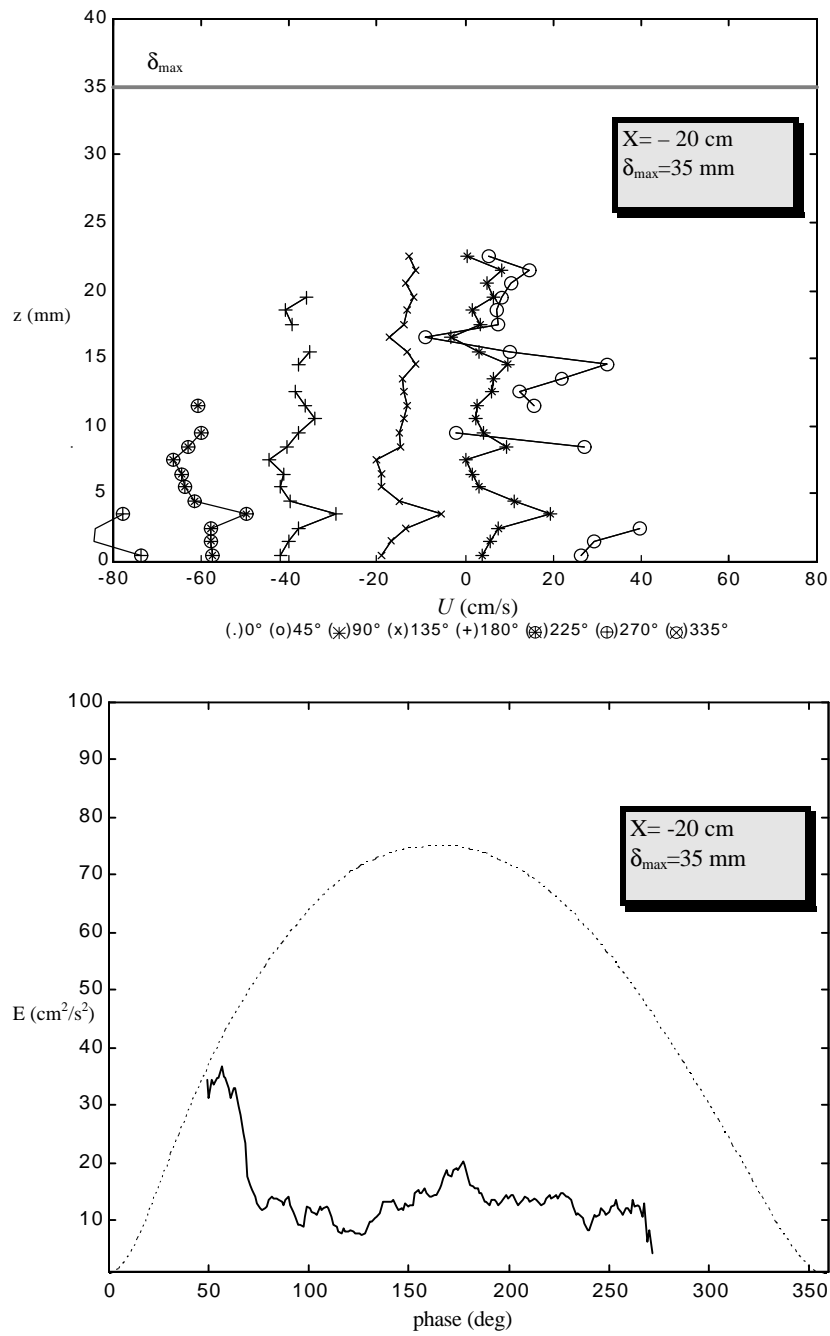 40
δmax
35
X= – 20 cm
δmax=35 mm
30
25
20
z (mm)
15
10
5
0
-80 -60 -40 -20 0 20 40 60 80
U (cm/s)
(.)0° (o)45° (✳)90° (x)135° (+)180° (⊛)225° (⊕)270° (⊗)335°
100
90
80
X= -20 cm
δmax=35 mm
70
60
50
E (cm²/s²)
40
30
20
10
0 50 100 150 200 250 300 350
phase (deg)